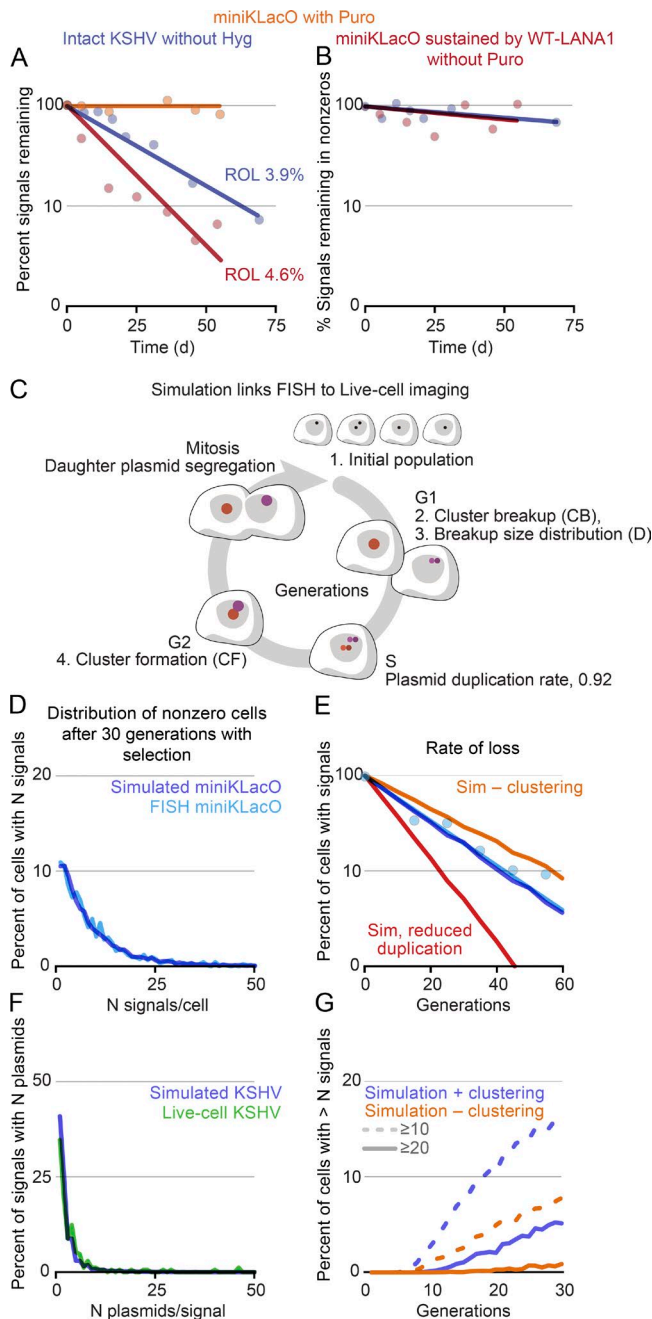 miniKLacO with Puro
Intact KSHV without Hyg
miniKLacO sustained by WT-LANA1
without Puro
A
Percent signals remaining
100
10
0
ROL 3.9%
ROL 4.6%
0 25 50 75
Time (d)
B
% Signals remaining in nonzeros
100
10
0
0 25 50 75
Time (d)
C
Simulation links FISH to Live-cell imaging
1. Initial population
Mitosis
Daughter plasmid segregation
G1
2. Cluster breakup (CB),
3. Breakup size distribution (D)
Generations
G2
4. Cluster formation (CF)
S
Plasmid duplication rate, 0.92
D
Distribution of nonzero cells
after 30 generations with
selection
Percent of cells with N signals
20
10
0
Simulated miniKLacO
FISH miniKLacO
0 25 50
N signals/cell
E
Rate of loss
Percent of cells with signals
100
10
0
Sim – clustering
Sim, reduced
duplication
0 20 40 60
Generations
F
Percent of signals with N plasmids
50
25
0
Simulated KSHV
Live-cell KSHV
0 25 50
N plasmids/signal
G
Percent of cells with > N signals
20
10
0
Simulation + clustering
Simulation – clustering
≥10
≥20
0 10 20 30
Generations